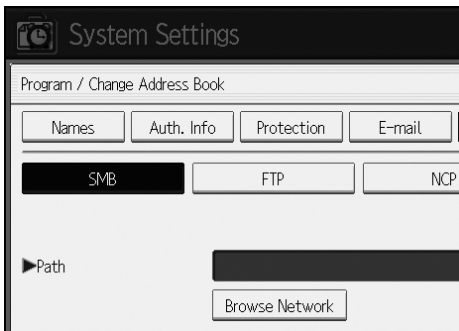 System Settings
Program / Change Address Book
Names Auth. Info Protection E-mail
SMB FTP NCP
▶Path
Browse Network